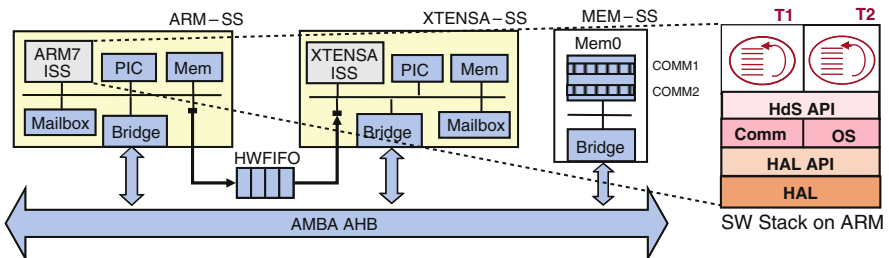 ARM–SS
XTENSA–SS
MEM–SS
T1
T2
ARM7
ISS
PIC
Mem
Mailbox
Bridge
XTENSA
ISS
PIC
Mem
Bridge
Mailbox
Mem0
COMM1
COMM2
Bridge
HWFIFO
AMBA AHB
HdS API
Comm
OS
HAL API
HAL
SW Stack on ARM